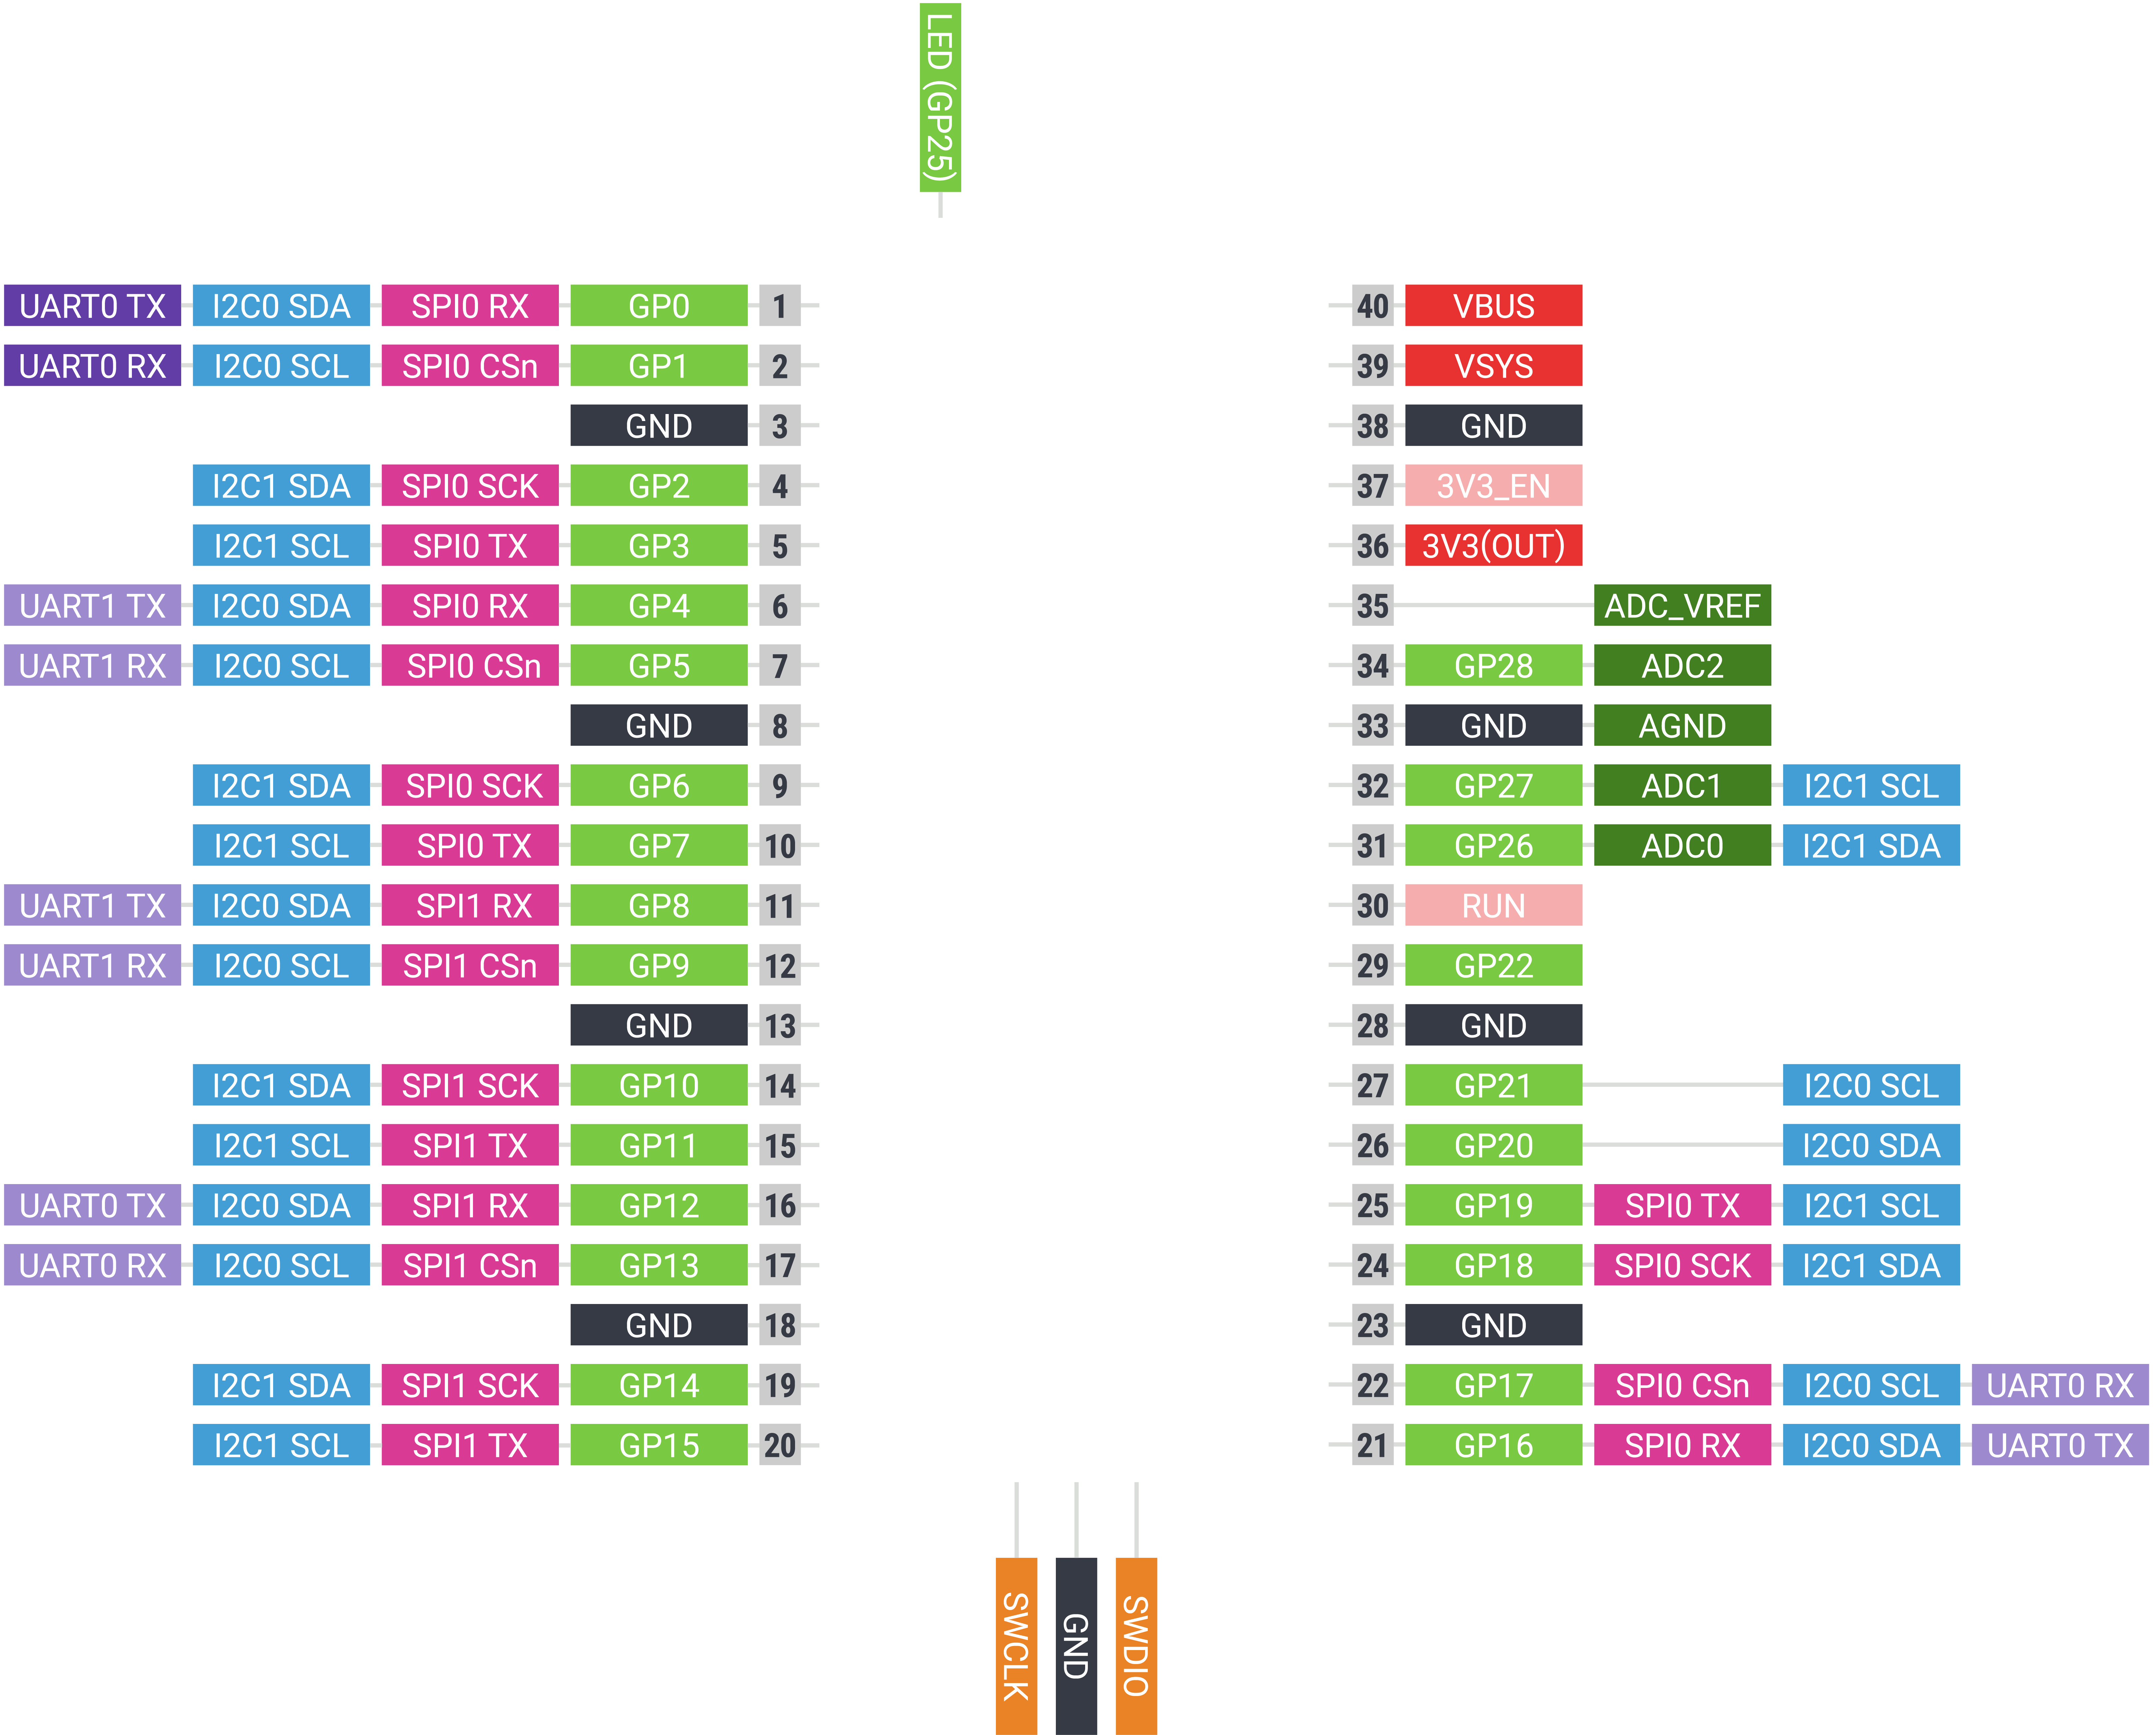 LED (GP25)
UART0 TX I2C0 SDA SPI0 RX GP0 1 40 VBUS
UART0 RX I2C0 SCL SPI0 CSn GP1 2 39 VSYS
GND 3 38 GND
I2C1 SDA SPI0 SCK GP2 4 37 3V3_EN
I2C1 SCL SPI0 TX GP3 5 36 3V3(OUT)
UART1 TX I2C0 SDA SPI0 RX GP4 6 35 ADC_VREF
UART1 RX I2C0 SCL SPI0 CSn GP5 7 34 GP28 ADC2
GND 8 33 GND AGND
I2C1 SDA SPI0 SCK GP6 9 32 GP27 ADC1 I2C1 SCL
I2C1 SCL SPI0 TX GP7 10 31 GP26 ADC0 I2C1 SDA
UART1 TX I2C0 SDA SPI1 RX GP8 11 30 RUN
UART1 RX I2C0 SCL SPI1 CSn GP9 12 29 GP22
GND 13 28 GND
I2C1 SDA SPI1 SCK GP10 14 27 GP21 I2C0 SCL
I2C1 SCL SPI1 TX GP11 15 26 GP20 I2C0 SDA
UART0 TX I2C0 SDA SPI1 RX GP12 16 25 GP19 SPI0 TX I2C1 SCL
UART0 RX I2C0 SCL SPI1 CSn GP13 17 24 GP18 SPI0 SCK I2C1 SDA
GND 18 23 GND
I2C1 SDA SPI1 SCK GP14 19 22 GP17 SPI0 CSn I2C0 SCL UART0 RX
I2C1 SCL SPI1 TX GP15 20 21 GP16 SPI0 RX I2C0 SDA UART0 TX
SWCLK
GND
SWDIO